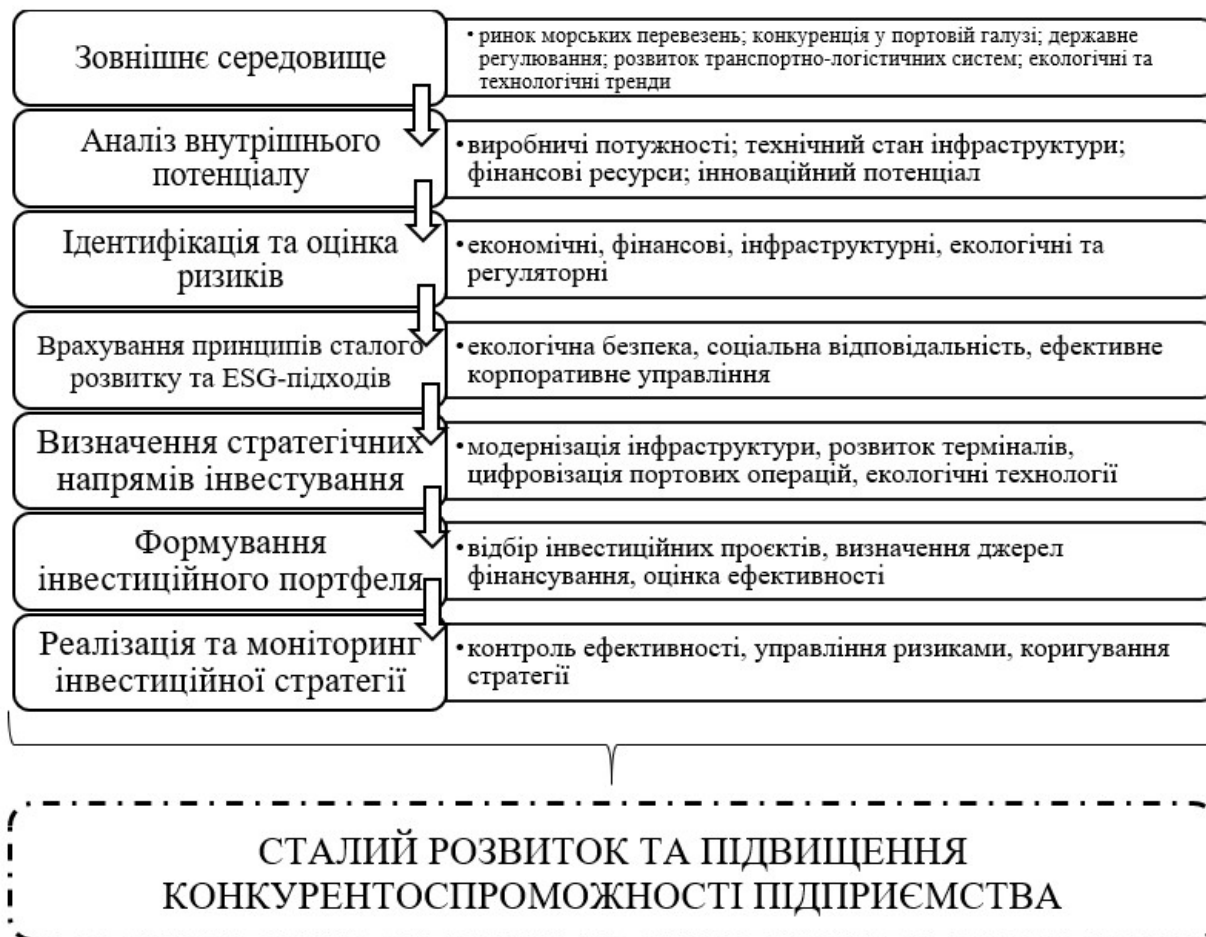 Зовнішнє середовище
• ринок морських перевезень; конкуренція у портовій галузі; державне
регулювання; розвиток транспортно-логістичних систем; екологічні та
технологічні тренди
Аналіз внутрішнього
потенціалу
• виробничі потужності; технічний стан інфраструктури;
фінансові ресурси; інноваційний потенціал
Ідентифікація та оцінка
ризиків
• економічні, фінансові, інфраструктурні, екологічні та
регуляторні
Врахування принципів сталого
розвитку та ESG-підходів
• екологічна безпека, соціальна відповідальність, ефективне
корпоративне управління
Визначення стратегічних
напрямів інвестування
• модернізація інфраструктури, розвиток терміналів,
цифровізація портових операцій, екологічні технології
Формування
інвестиційного портфеля
• відбір інвестиційних проєктів, визначення джерел
фінансування, оцінка ефективності
Реалізація та моніторинг
інвестиційної стратегії
• контроль ефективності, управління ризиками, коригування
стратегії
СТАЛИЙ РОЗВИТОК ТА ПІДВИЩЕННЯ
КОНКУРЕНТОСПРОМОЖНОСТІ ПІДПРИЄМСТВА